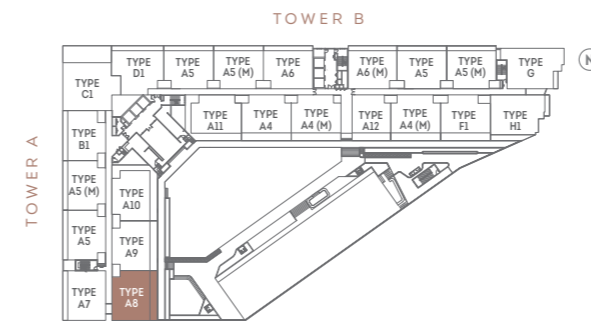 TOWER B
TOWER A
TYPE
C1
TYPE
D1
TYPE
A5
TYPE
A5 (M)
TYPE
A6
TYPE
A6 (M)
TYPE
A5
TYPE
A5 (M)
TYPE
G
N
TYPE
A11
TYPE
A4
TYPE
A4 (M)
TYPE
A12
TYPE
A4 (M)
TYPE
F1
TYPE
H1
TYPE
B1
TYPE
A5 (M)
TYPE
A10
TYPE
A5
TYPE
A9
TYPE
A7
TYPE
A8